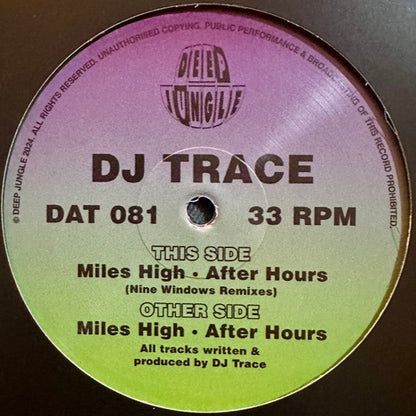 © DEEP JUNGLE 2024. ALL RIGHTS RESERVED. UNAUTHORISED COPYING, PUBLIC PERFORMANCE & BROADCASTING OF THIS RECORD PROHIBITED.
DEEP
JUNGLE
DJ TRACE
DAT 081 33 RPM
THIS SIDE
Miles High • After Hours
(Nine Windows Remixes)
OTHER SIDE
Miles High • After Hours
All tracks written &
produced by DJ Trace